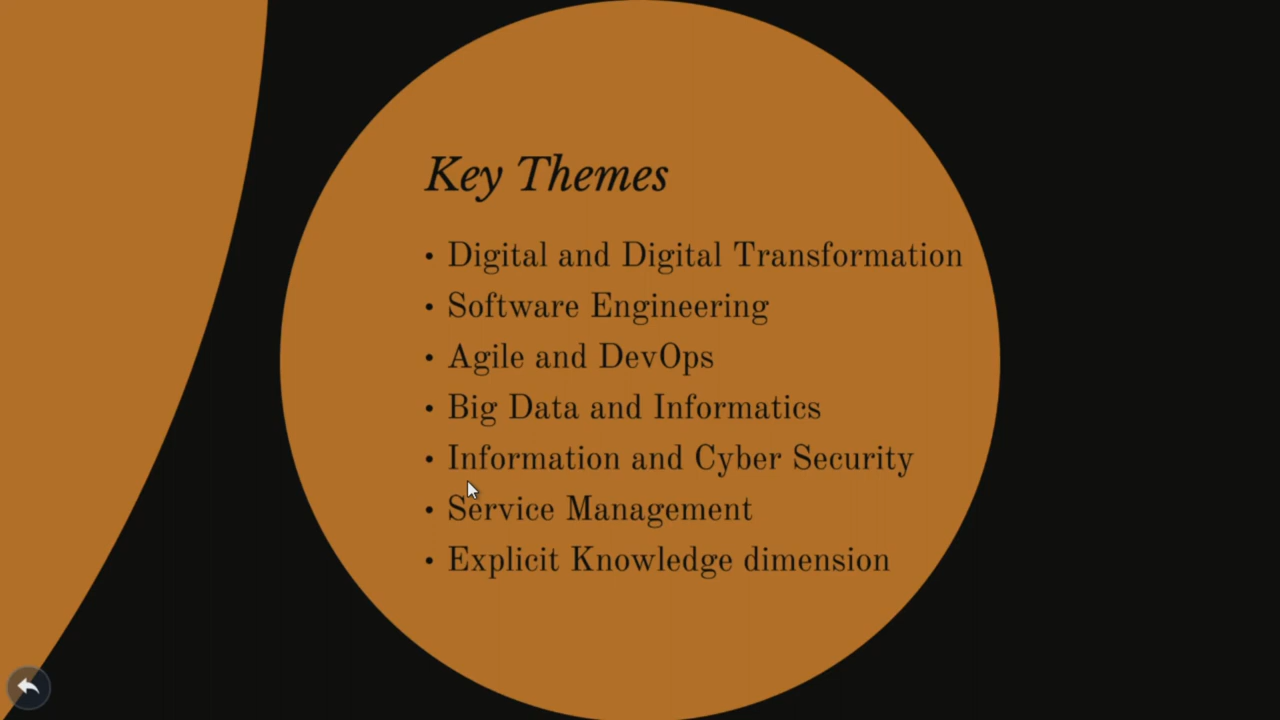 Key Themes
• Digital and Digital Transformation
• Software Engineering
• Agile and DevOps
• Big Data and Informatics
• Information and Cyber Security
• Service Management
• Explicit Knowledge dimension